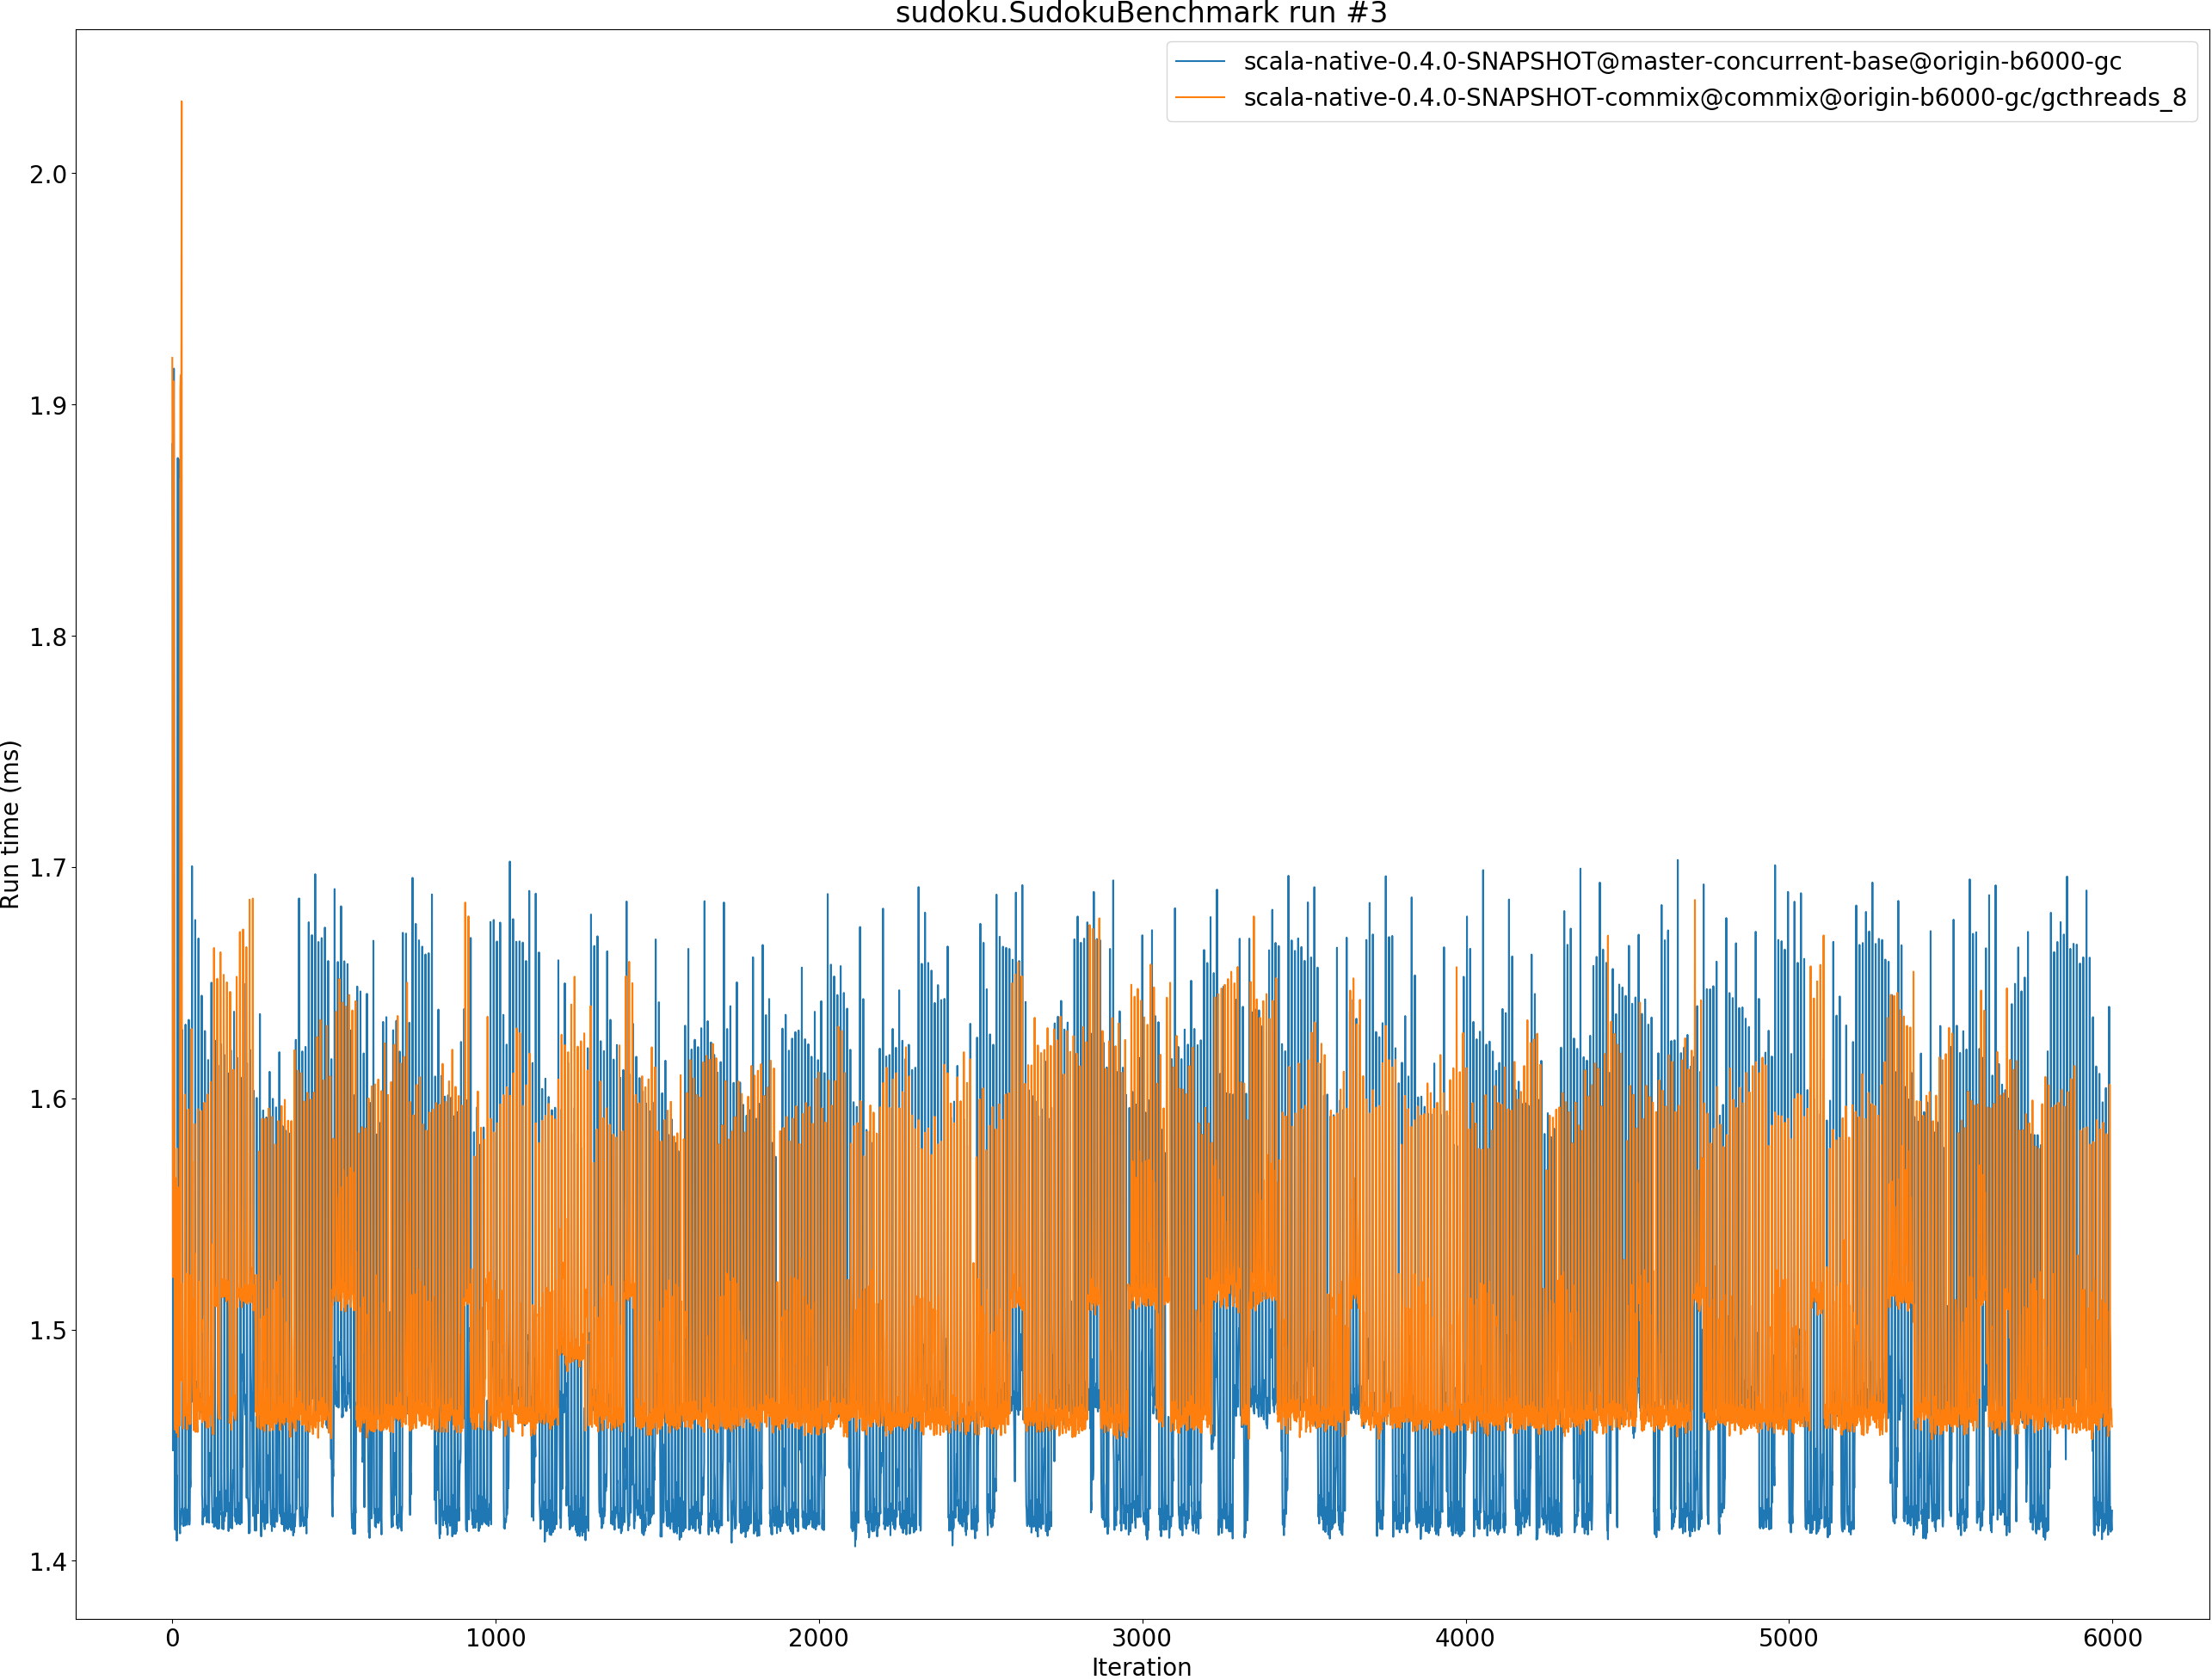 sudoku.SudokuBenchmark run #3
scala-native-0.4.0-SNAPSHOT@master-concurrent-base@origin-b6000-gc
scala-native-0.4.0-SNAPSHOT-commix@commix@origin-b6000-gc/gcthreads_8
2.0
1.9
1.8
1.7
1.6
1.5
1.4
Run time (ms)
0 1000 2000 3000 4000 5000 6000
Iteration